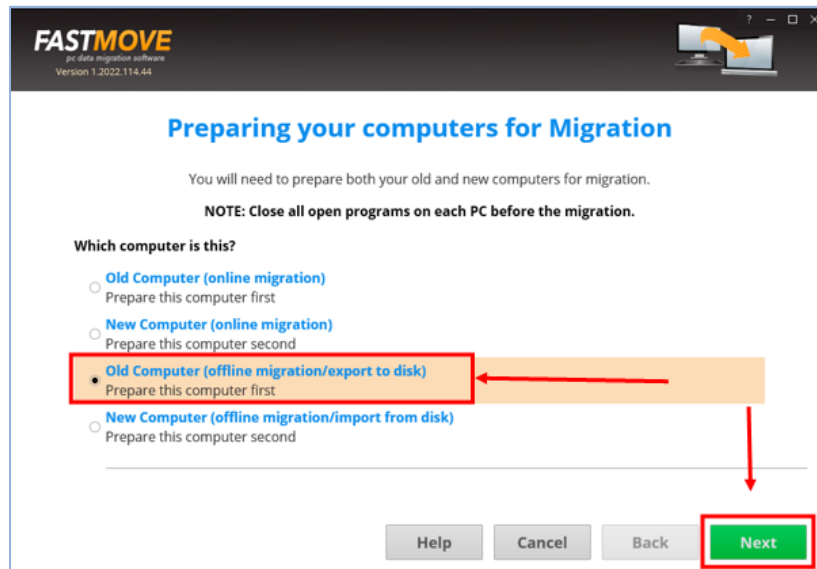 FASTMOVE
pc data migration software
Version 1.2022.114.44
?
Preparing your computers for Migration
You will need to prepare both your old and new computers for migration.
NOTE: Close all open programs on each PC before the migration.
Which computer is this?
Old Computer (online migration)
Prepare this computer first
New Computer (online migration)
Prepare this computer second
Old Computer (offline migration/export to disk)
Prepare this computer first
New Computer (offline migration/import from disk)
Prepare this computer second
Help Cancel Back Next